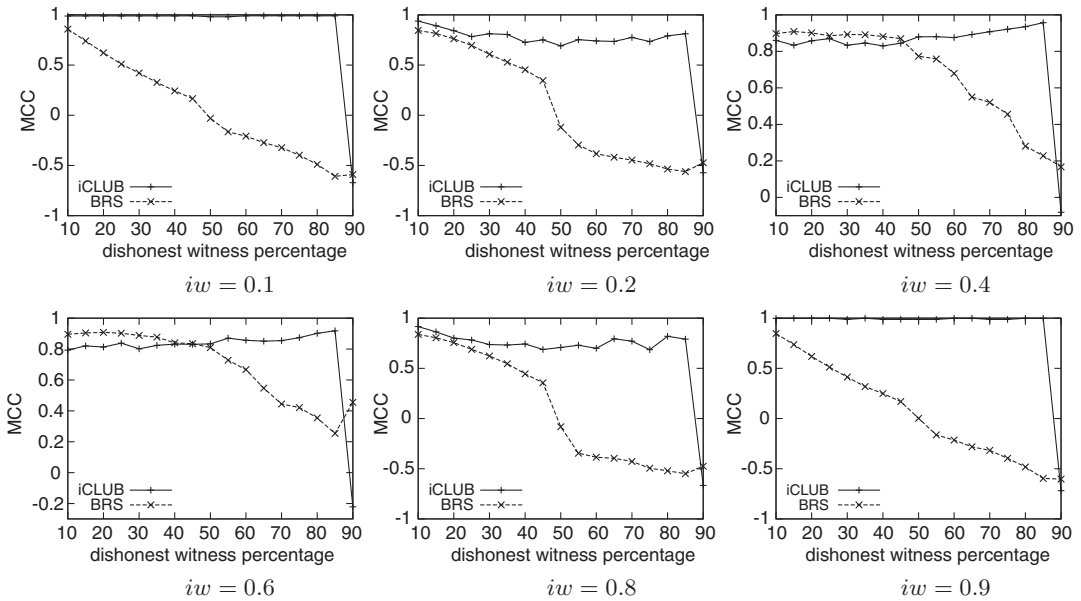 1
0.5
0
-0.5
-1
MCC
iCLUB
BRS
10 20 30 40 50 60 70 80 90
dishonest witness percentage
iw = 0.1
1
0.5
0
-0.5
-1
MCC
iCLUB
BRS
10 20 30 40 50 60 70 80 90
dishonest witness percentage
iw = 0.2
1
0.8
0.6
0.4
0.2
0
MCC
iCLUB
BRS
10 20 30 40 50 60 70 80 90
dishonest witness percentage
iw = 0.4
1
0.8
0.6
0.4
0.2
0
-0.2
MCC
iCLUB
BRS
10 20 30 40 50 60 70 80 90
dishonest witness percentage
iw = 0.6
1
0.5
0
-0.5
-1
MCC
iCLUB
BRS
10 20 30 40 50 60 70 80 90
dishonest witness percentage
iw = 0.8
1
0.5
0
-0.5
-1
MCC
iCLUB
BRS
10 20 30 40 50 60 70 80 90
dishonest witness percentage
iw = 0.9